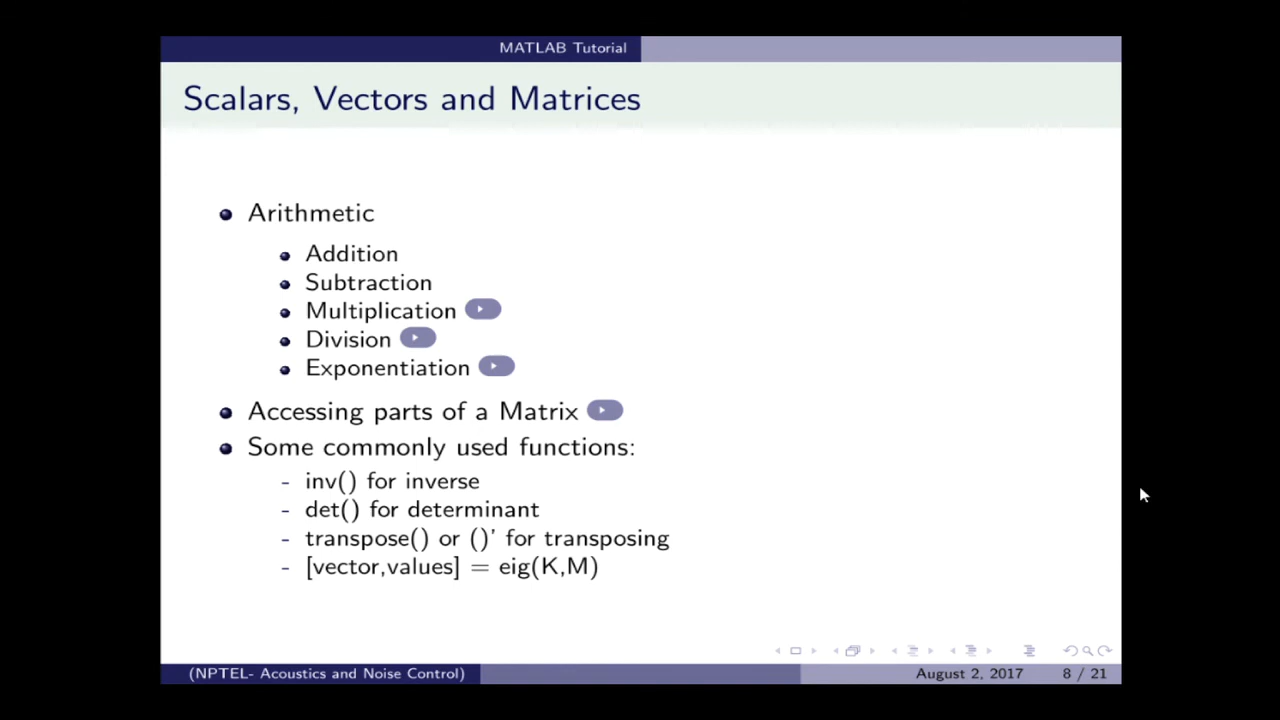 MATLAB Tutorial
Scalars, Vectors and Matrices
Arithmetic
Addition
Subtraction
Multiplication
Division
Exponentiation
Accessing parts of a Matrix
Some commonly used functions:
- inv() for inverse
- det() for determinant
- transpose() or ()’ for transposing
- [vector,values] = eig(K,M)
(NPTEL- Acoustics and Noise Control) August 2, 2017 8 / 21